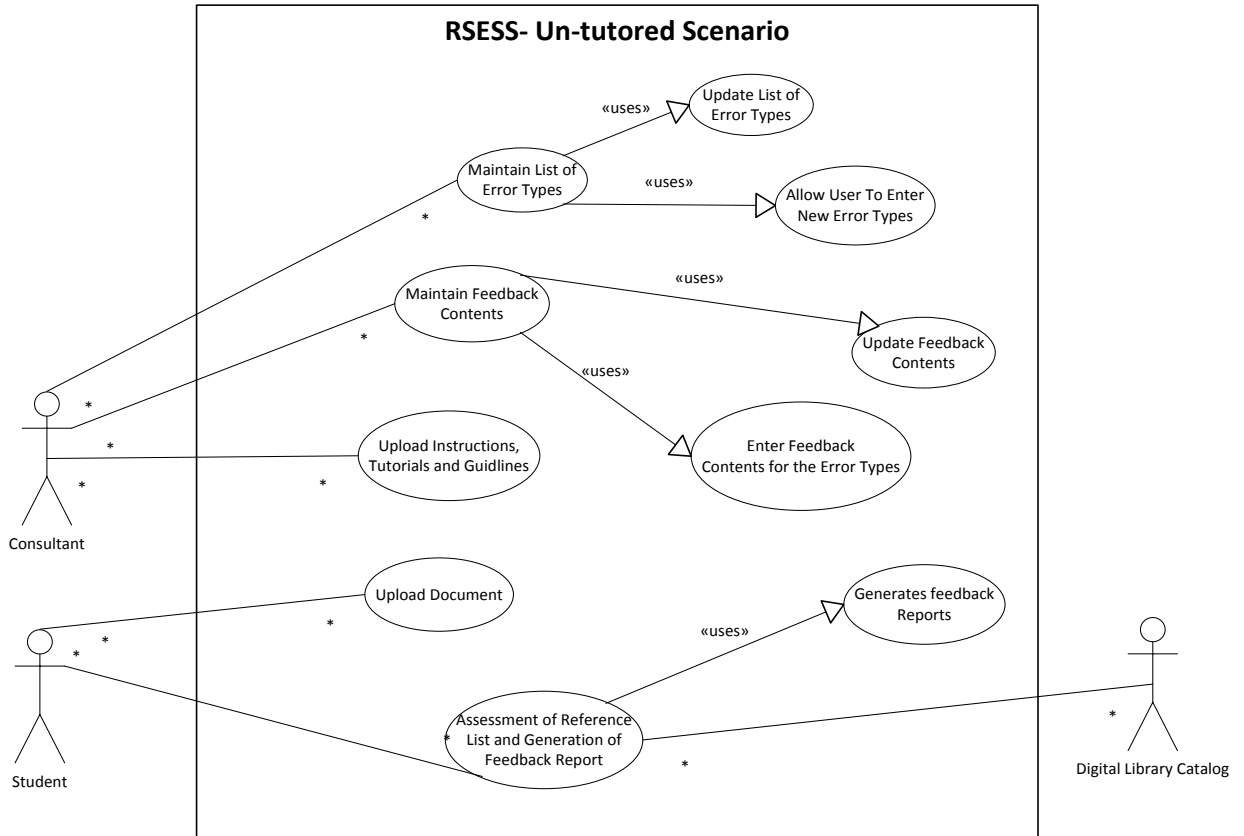 RSESS- Un-tutored Scenario
«uses»
Update List of
Error Types
Maintain List of
Error Types
«uses»
Allow User To Enter
New Error Types
*
«uses»
Maintain Feedback
Contents
*
Update Feedback
Contents
«uses»
*
*
Upload Instructions,
Tutorials and Guidlines
Enter Feedback
Contents for the Error Types
*
*
Consultant
Upload Document
Generates feedback
Reports
*
*
«uses»
*
Assessment of Reference
List and Generation of
Feedback Report
*
*
*
Student
Digital Library Catalog